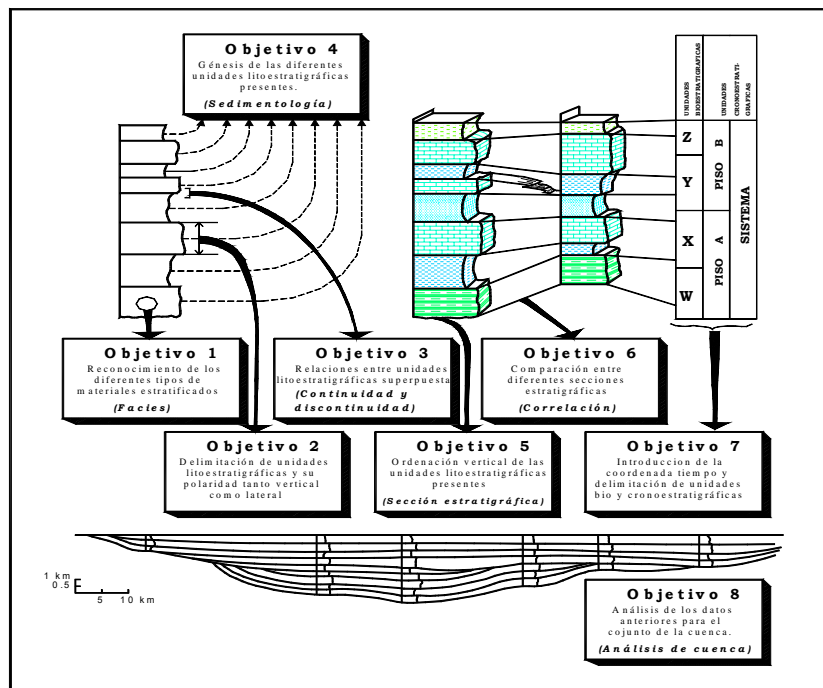 Objetivo 4
Génesis de las diferentes
unidades litoestratigráficas
presentes.
(Sedimentología)
UNIDADES
BIOESTRATIGRAFICAS
UNIDADES
CRONOESTRATI-
GRAFICAS
Z
Y
X
W
PISO B
PISO A
SISTEMA
Objetivo 1
Reconocimiento de los
diferentes tipos de
materiales estratificados
(Facies)
Objetivo 3
Relaciones entre unidades
litoestratigráficas superpuesta
(Continuidad y
discontinuidad)
Objetivo 6
Comparación entre
diferentes secciones
estratigráficas
(Correlación)
Objetivo 2
Delimitación de unidades
litoestratigráficas y su
polaridad tanto vertical
como lateral
Objetivo 5
Ordenación vertical de las
unidades litoestratigráficas
presentes
(Sección estratigráfica)
Objetivo 7
Introduccion de la
coordenada tiempo y
delimitación de unidades
bio y cronoestratigráficas
1 km
0.5
5 10 km
Objetivo 8
Análisis de los datos
anteriores para el
cojunto de la cuenca.
(Análisis de cuenca)